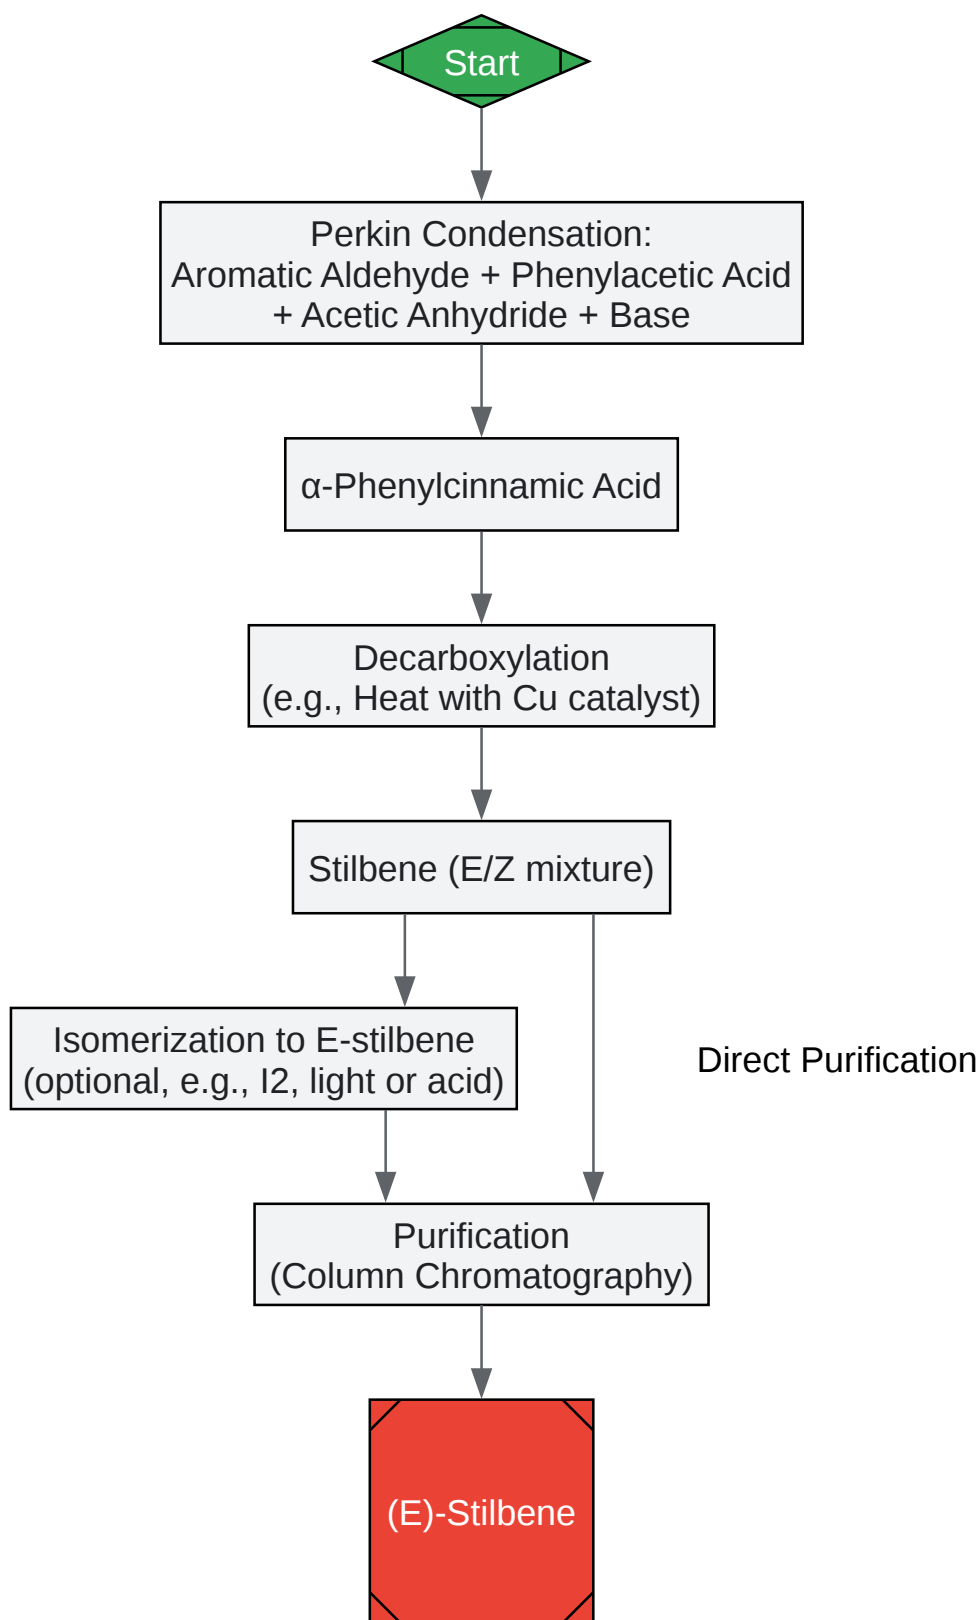 Start
Perkin Condensation:
Aromatic Aldehyde + Phenylacetic Acid
+ Acetic Anhydride + Base
α-Phenylcinnamic Acid
Decarboxylation
(e.g., Heat with Cu catalyst)
Stilbene (E/Z mixture)
Isomerization to E-stilbene
(optional, e.g., I2, light or acid)
Direct Purification
Purification
(Column Chromatography)
(E)-Stilbene